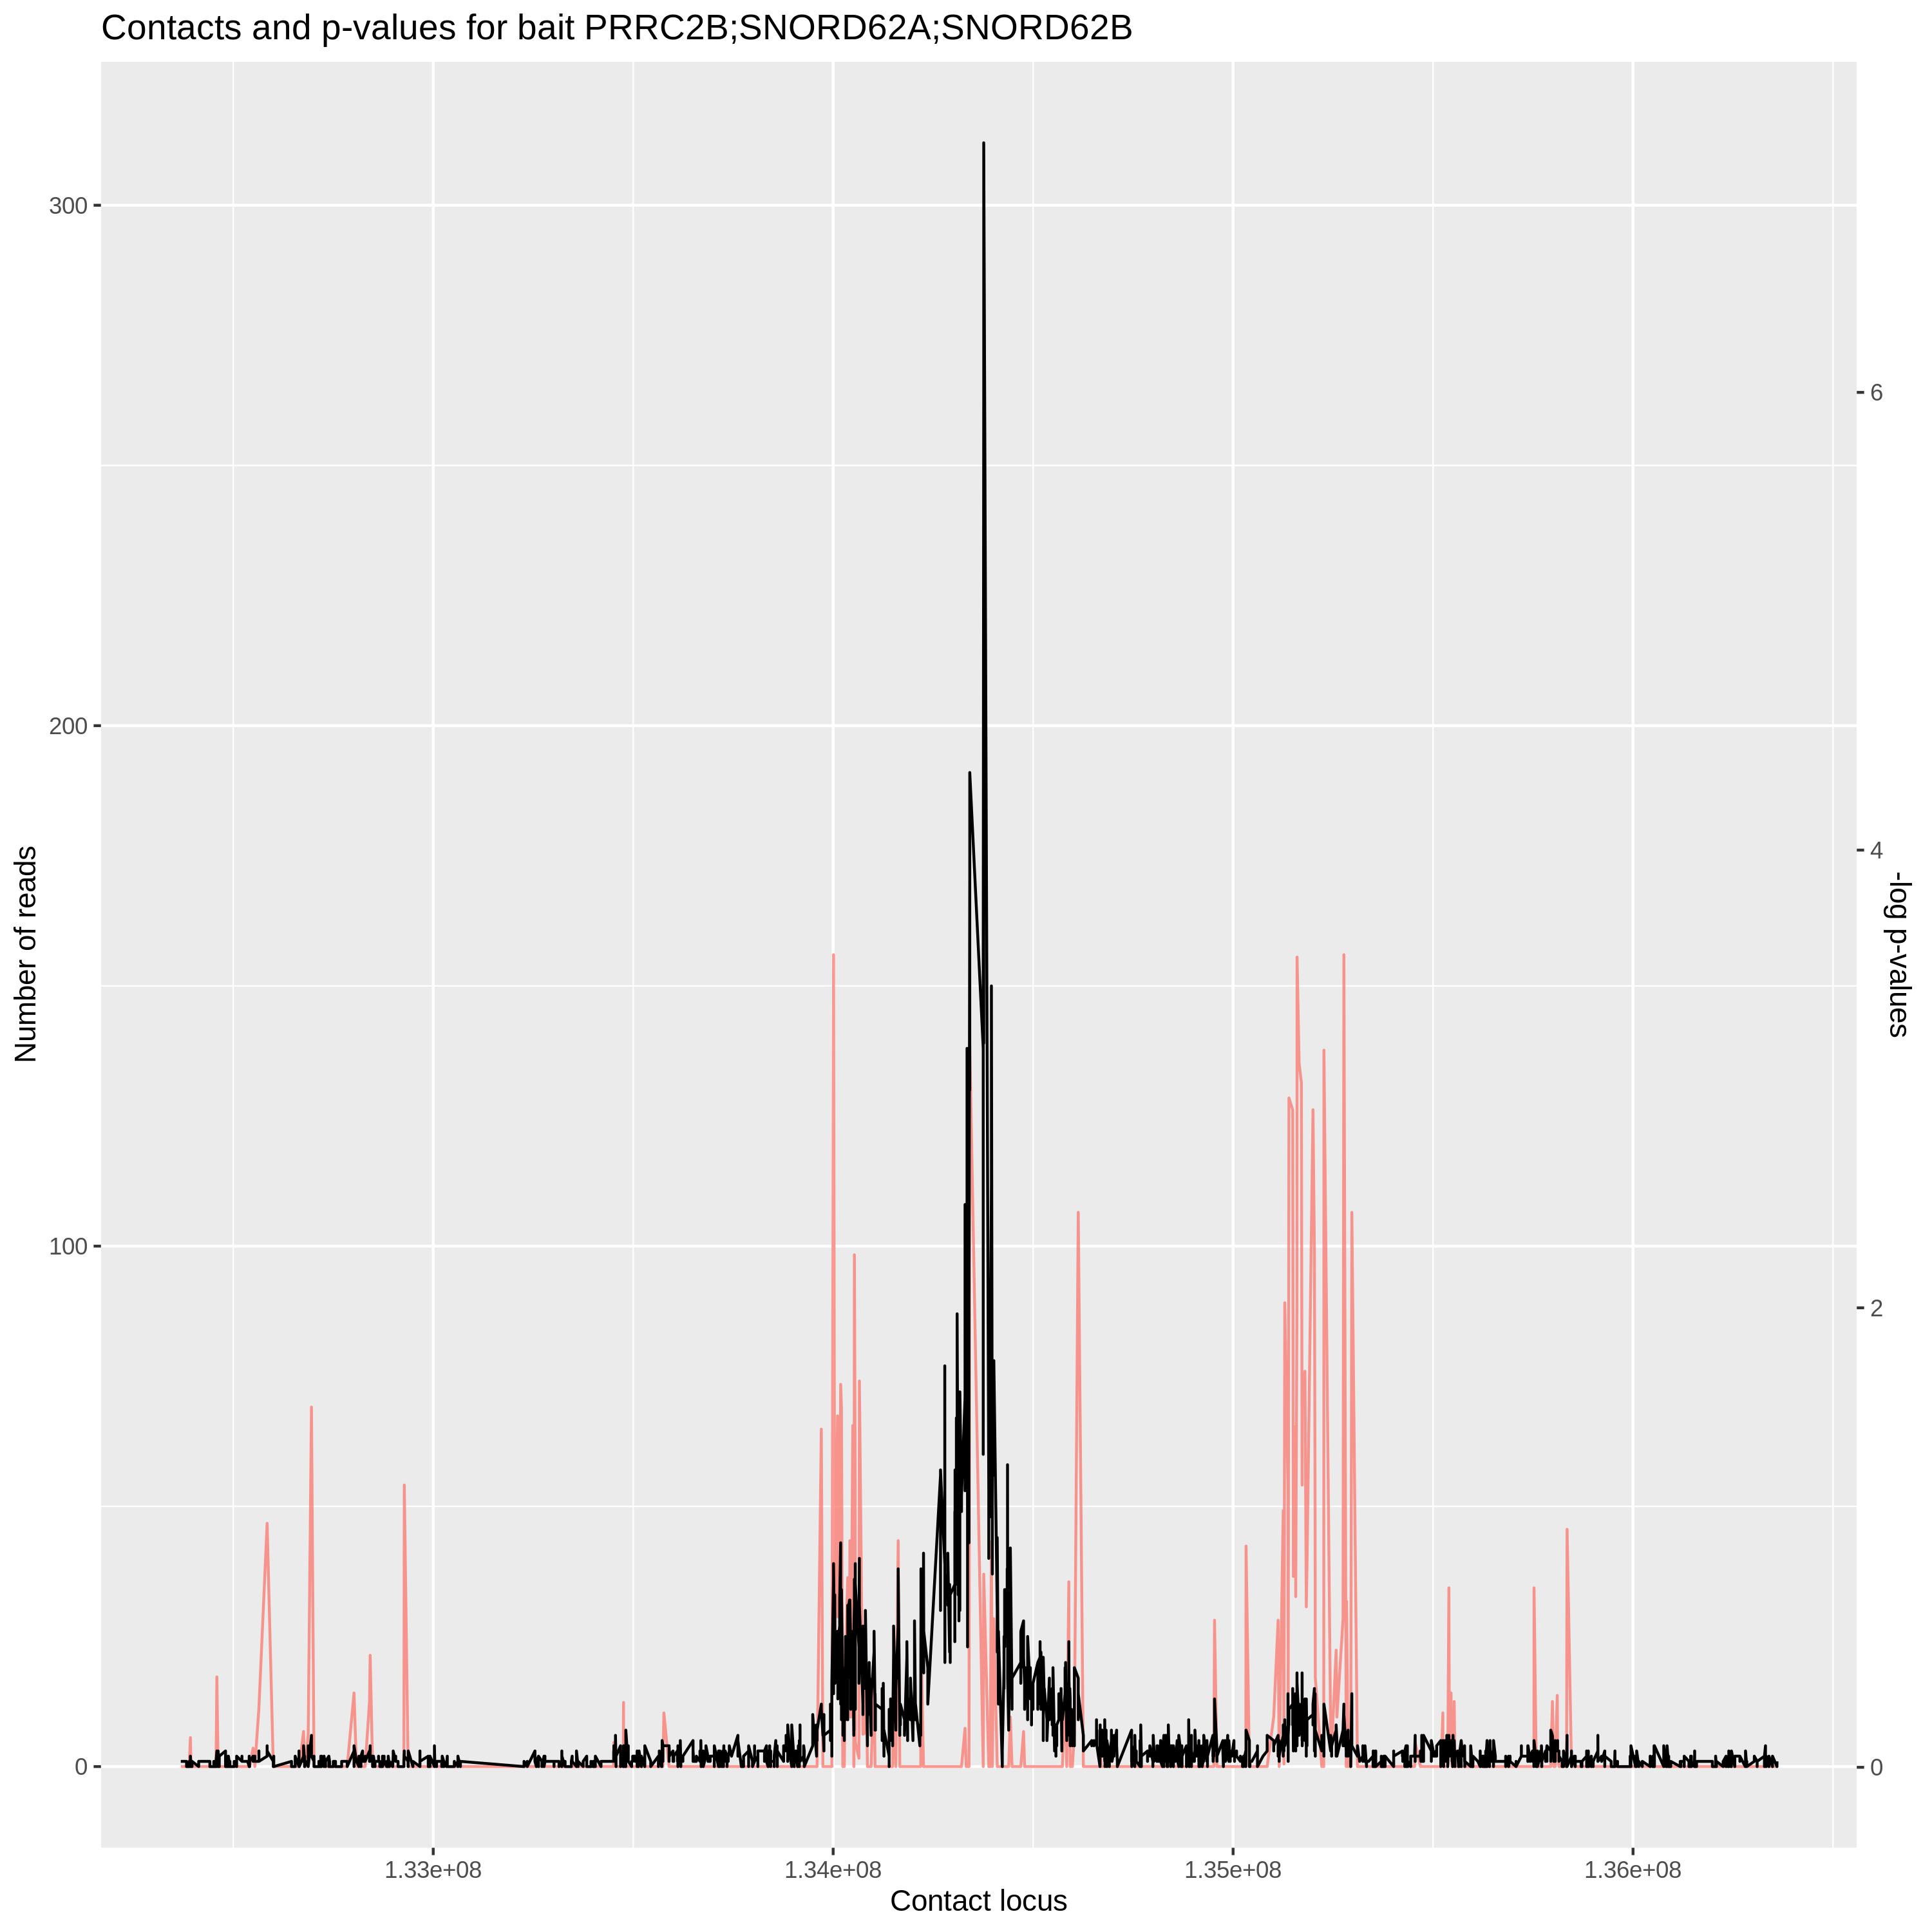 Contacts and p-values for bait PRRC2B;SNORD62A;SNORD62B
300
200
100
0
Number of reads
6
4
2
0
-log p-values
1.33e+08 1.34e+08 1.35e+08 1.36e+08
Contact locus